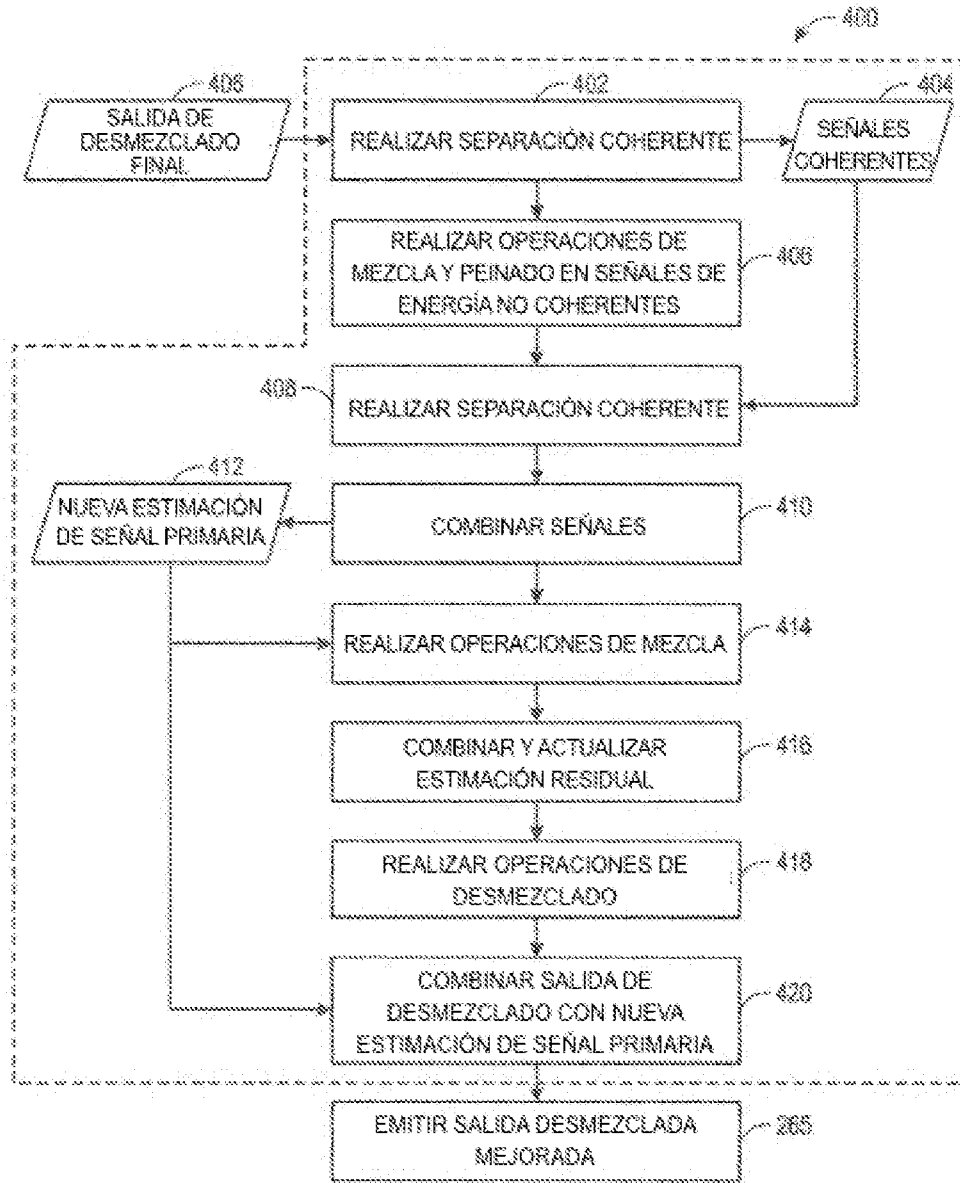 400
406
402
404
SALIDA DE
DESMEZCLADO
FINAL
REALIZAR SEPARACIÓN COHERENTE
SEÑALES
COHERENTES
REALIZAR OPERACIONES DE
MEZCLA Y PEINADO EN SEÑALES DE
ENERGÍA NO COHERENTES
406
408
REALIZAR SEPARACIÓN COHERENTE
412
NUEVA ESTIMACIÓN
DE SEÑAL PRIMARIA
COMBINAR SEÑALES
410
REALIZAR OPERACIONES DE MEZCLA
414
COMBINAR Y ACTUALIZAR
ESTIMACIÓN RESIDUAL
416
REALIZAR OPERACIONES DE
DESMEZCLADO
418
COMBINAR SALIDA DE
DESMEZCLADO CON NUEVA
ESTIMACIÓN DE SEÑAL PRIMARIA
420
EMITIR SALIDA DESMEZCLADA
MEJORADA
265